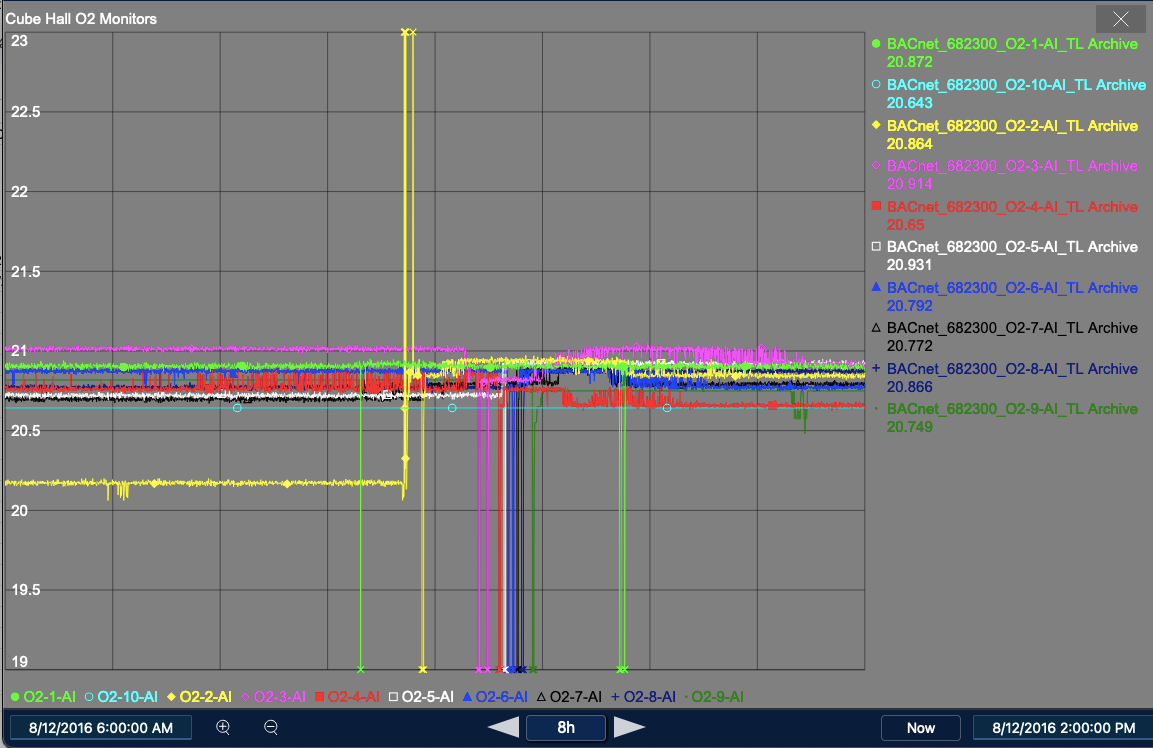 Cube Hall O2 Monitors
23
22.5
22
21.5
21
20.5
20
19.5
19
BACnet_682300_O2-1-AI_TL Archive
20.872
BACnet_682300_O2-10-AI_TL Archive
20.643
BACnet_682300_O2-2-AI_TL Archive
20.864
BACnet_682300_O2-3-AI_TL Archive
20.914
BACnet_682300_O2-4-AI_TL Archive
20.65
BACnet_682300_O2-5-AI_TL Archive
20.931
BACnet_682300_O2-6-AI_TL Archive
20.792
BACnet_682300_O2-7-AI_TL Archive
20.772
BACnet_682300_O2-8-AI_TL Archive
20.866
BACnet_682300_O2-9-AI_TL Archive
20.749
O2-1-AI O2-10-AI O2-2-AI O2-3-AI O2-4-AI O2-5-AI O2-6-AI O2-7-AI O2-8-AI O2-9-AI
8/12/2016 6:00:00 AM 8h Now 8/12/2016 2:00:00 PM